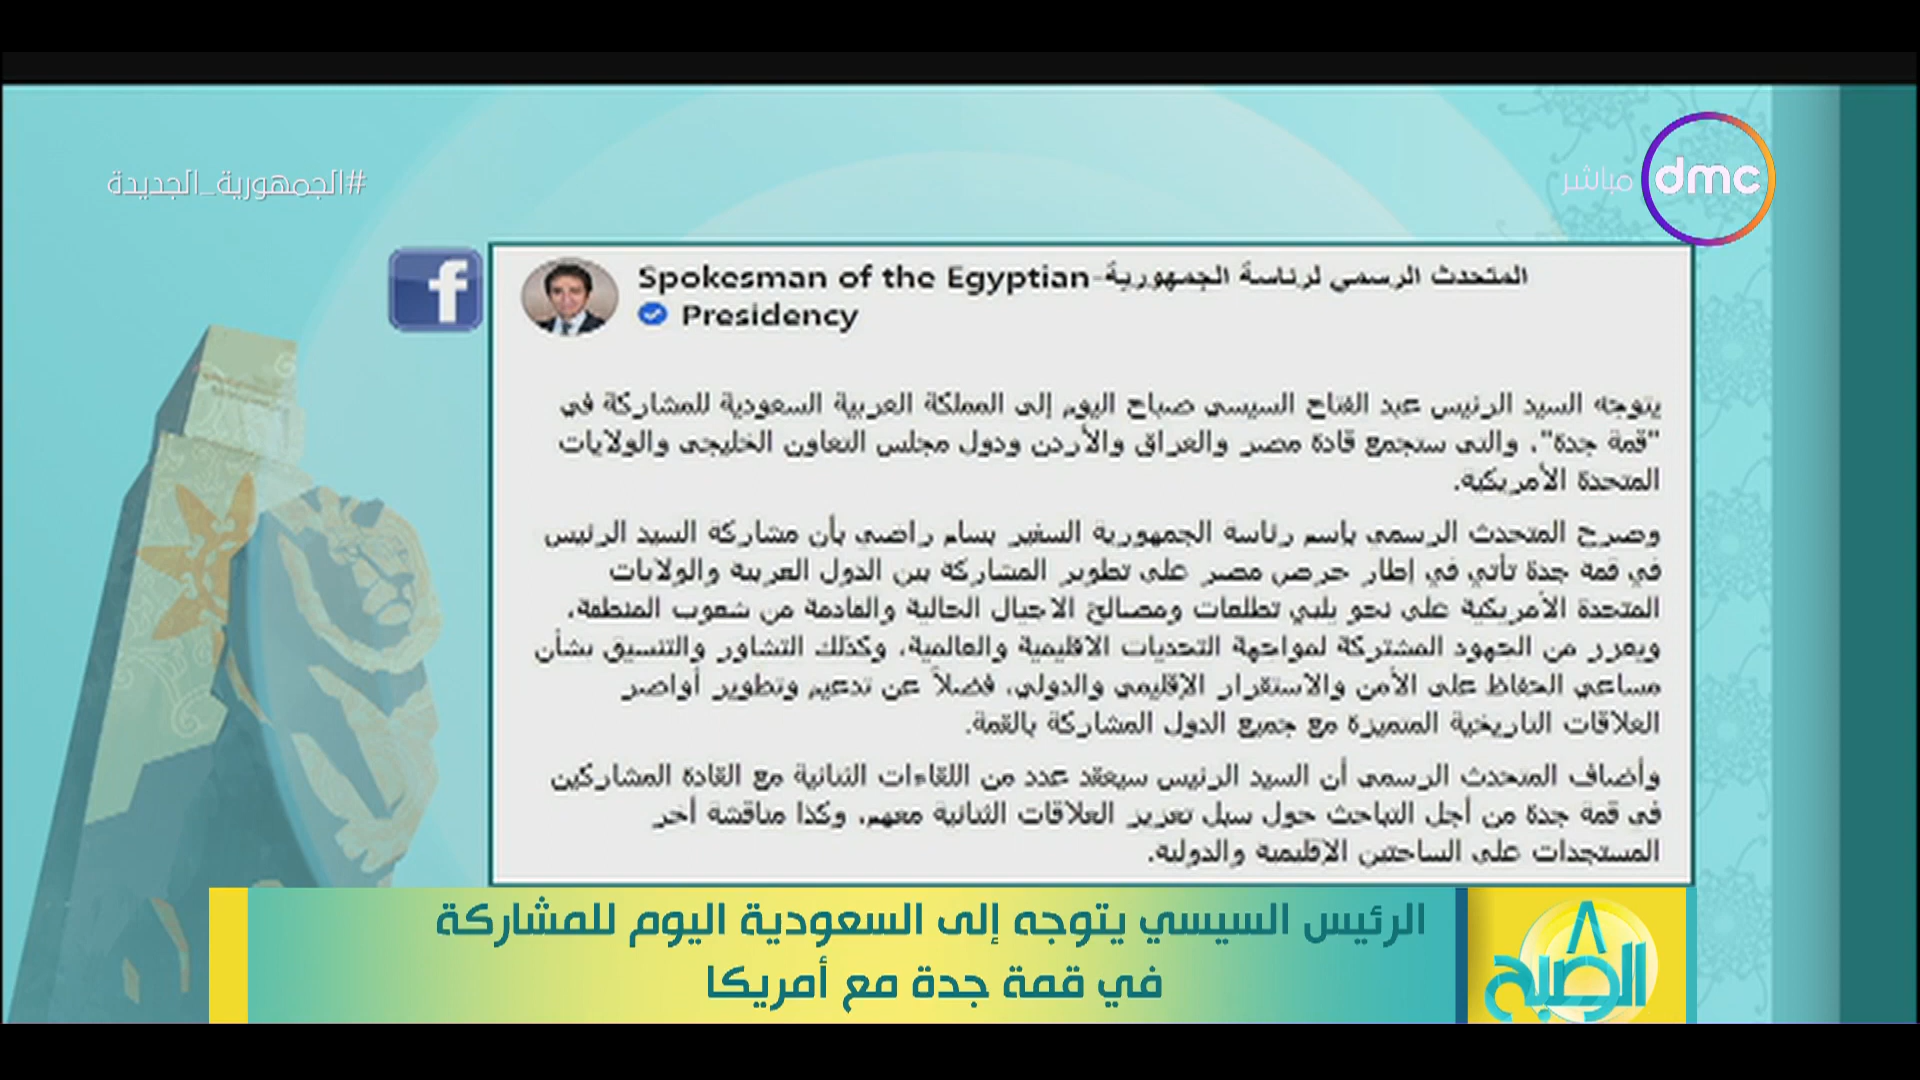 #الجمهورية_الجديدة
مباشر
dmc
المتحدث الرسمي لرئاسة الجمهورية-Spokesman of the Egyptian
Presidency
يتوجه السيد الرئيس عبد الفتاح السيسي صباح اليوم إلى المملكة العربية السعودية للمشاركة في
"قمة جدة"، والتي ستجمع قادة مصر والعراق والأردن ودول مجلس التعاون الخليجي والولايات
المتحدة الأمريكية.
وصرح المتحدث الرسمي باسم رئاسة الجمهورية السفير بسام راضي بأن مشاركة السيد الرئيس
في قمة جدة تأتي في إطار حرص مصر على تطوير المشاركة بين الدول العربية والولايات
المتحدة الأمريكية على نحو يلبي تطلعات ومصالح الاجيال الحالية والقادمة من شعوب المنطقة،
ويعزز من الجهود المشتركة لمواجهة التحديات الاقليمية والعالمية، وكذلك التشاور والتنسيق بشأن
مساعي الحفاظ على الأمن والاستقرار الإقليمي والدولي، فضلاً عن تدعيم وتطوير أواصر
العلاقات التاريخية المتميزة مع جميع الدول المشاركة بالقمة.
وأضاف المتحدث الرسمي أن السيد الرئيس سيعقد عدد من اللقاءات الثنائية مع القادة المشاركين
في قمة جدة من أجل التباحث حول سبل تعزيز العلاقات الثنائية معهم، وكذا مناقشة أخر
المستجدات على الساحتين الإقليمية والدولية.
الرئيس السيسي يتوجه إلى السعودية اليوم للمشاركة
في قمة جدة مع أمريكا
٨
الصبح